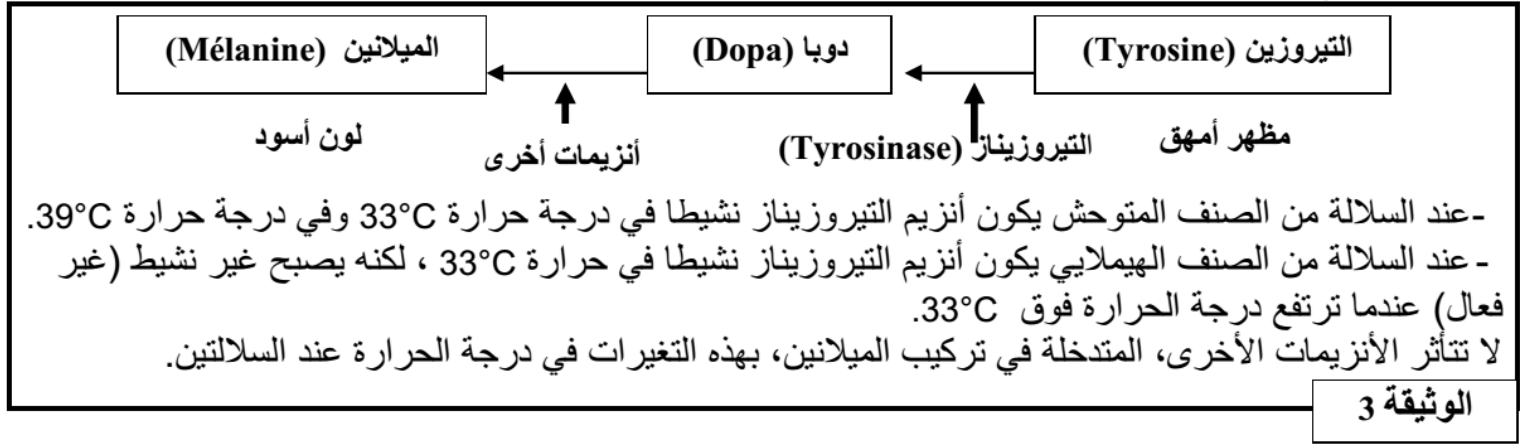 التيروزين (Tyrosine)
دوبا (Dopa)
الميلانين (Mélanine)
مظهر أمهق
التيروزيناز (Tyrosinase)
أنزيمات أخرى
لون أسود
-عند السلالة من الصنف المتوحش يكون أنزيم التيروزيناز نشيطا في درجة حرارة 33°C وفي درجة حرارة 39°C.
- عند السلالة من الصنف الهيملايي يكون أنزيم التيروزيناز نشيطا في حرارة 33°C ، لكنه يصبح غير نشيط (غير
فعال) عندما ترتفع درجة الحرارة فوق 33°C.
لا تتأثر الأنزيمات الأخرى، المتدخلة في تركيب الميلانين، بهذه التغيرات في درجة الحرارة عند السلالتين.
الوثيقة 3